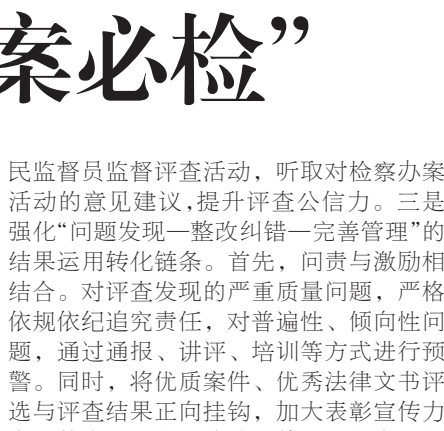 案必检”
民监督员监督评查活动，听取对检察办案
活动的意见建议,提升评查公信力。三是
强化“问题发现—整改纠错—完善管理”的
结果运用转化链条。首先，问责与激励相
结合。对评查发现的严重质量问题，严格
依规依纪追究责任，对普遍性、倾向性问
题，通过通报、讲评、培训等方式进行预
警。同时，将优质案件、优秀法律文书评
选与评查结果正向挂钩，加大表彰宣传力